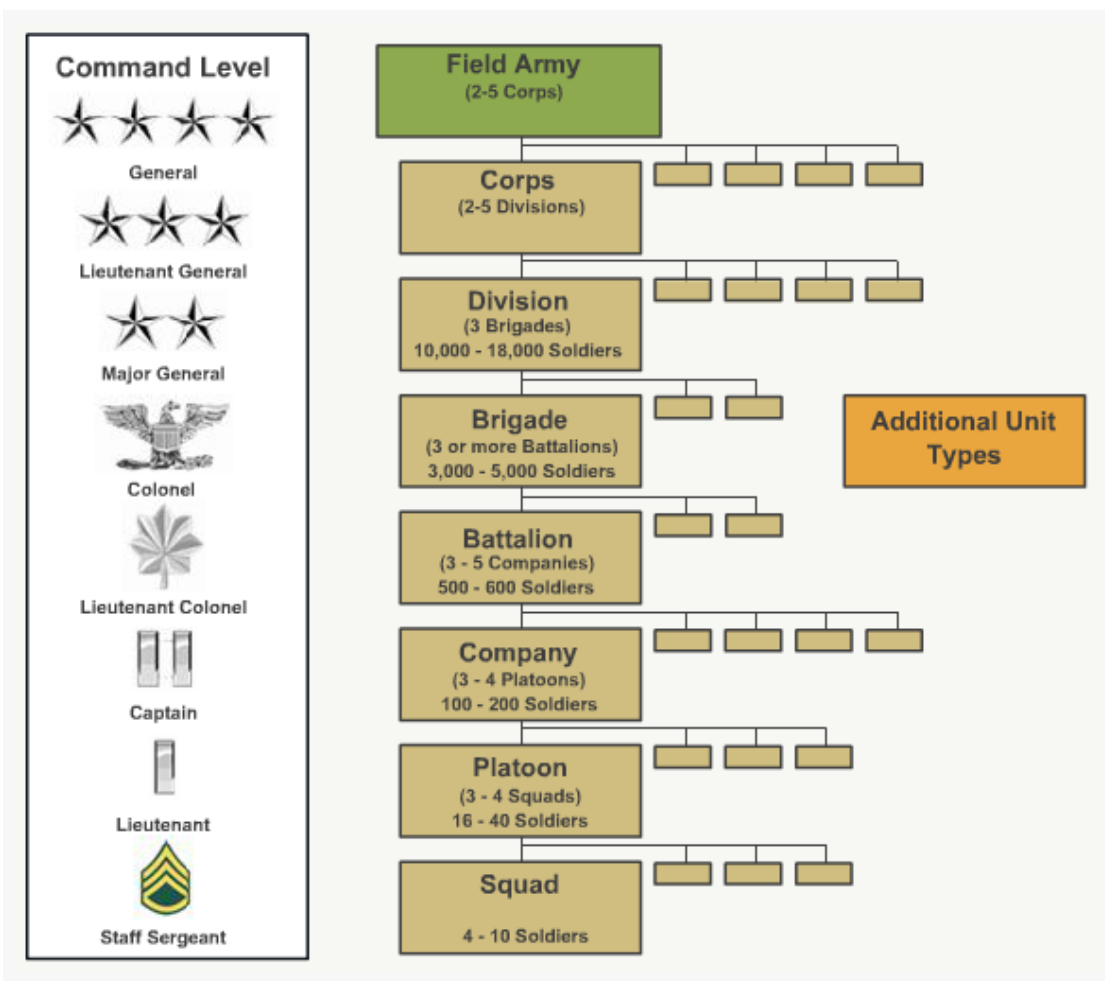 Command Level
General
Lieutenant General
Major General
Colonel
Lieutenant Colonel
Captain
Lieutenant
Staff Sergeant
Field Army
(2-5 Corps)
Corps
(2-5 Divisions)
Division
(3 Brigades)
10,000 - 18,000 Soldiers
Brigade
(3 or more Battalions)
3,000 - 5,000 Soldiers
Battalion
(3 - 5 Companies)
500 - 600 Soldiers
Company
(3 - 4 Platoons)
100 - 200 Soldiers
Platoon
(3 - 4 Squads)
16 - 40 Soldiers
Squad
4 - 10 Soldiers
Additional Unit
Types